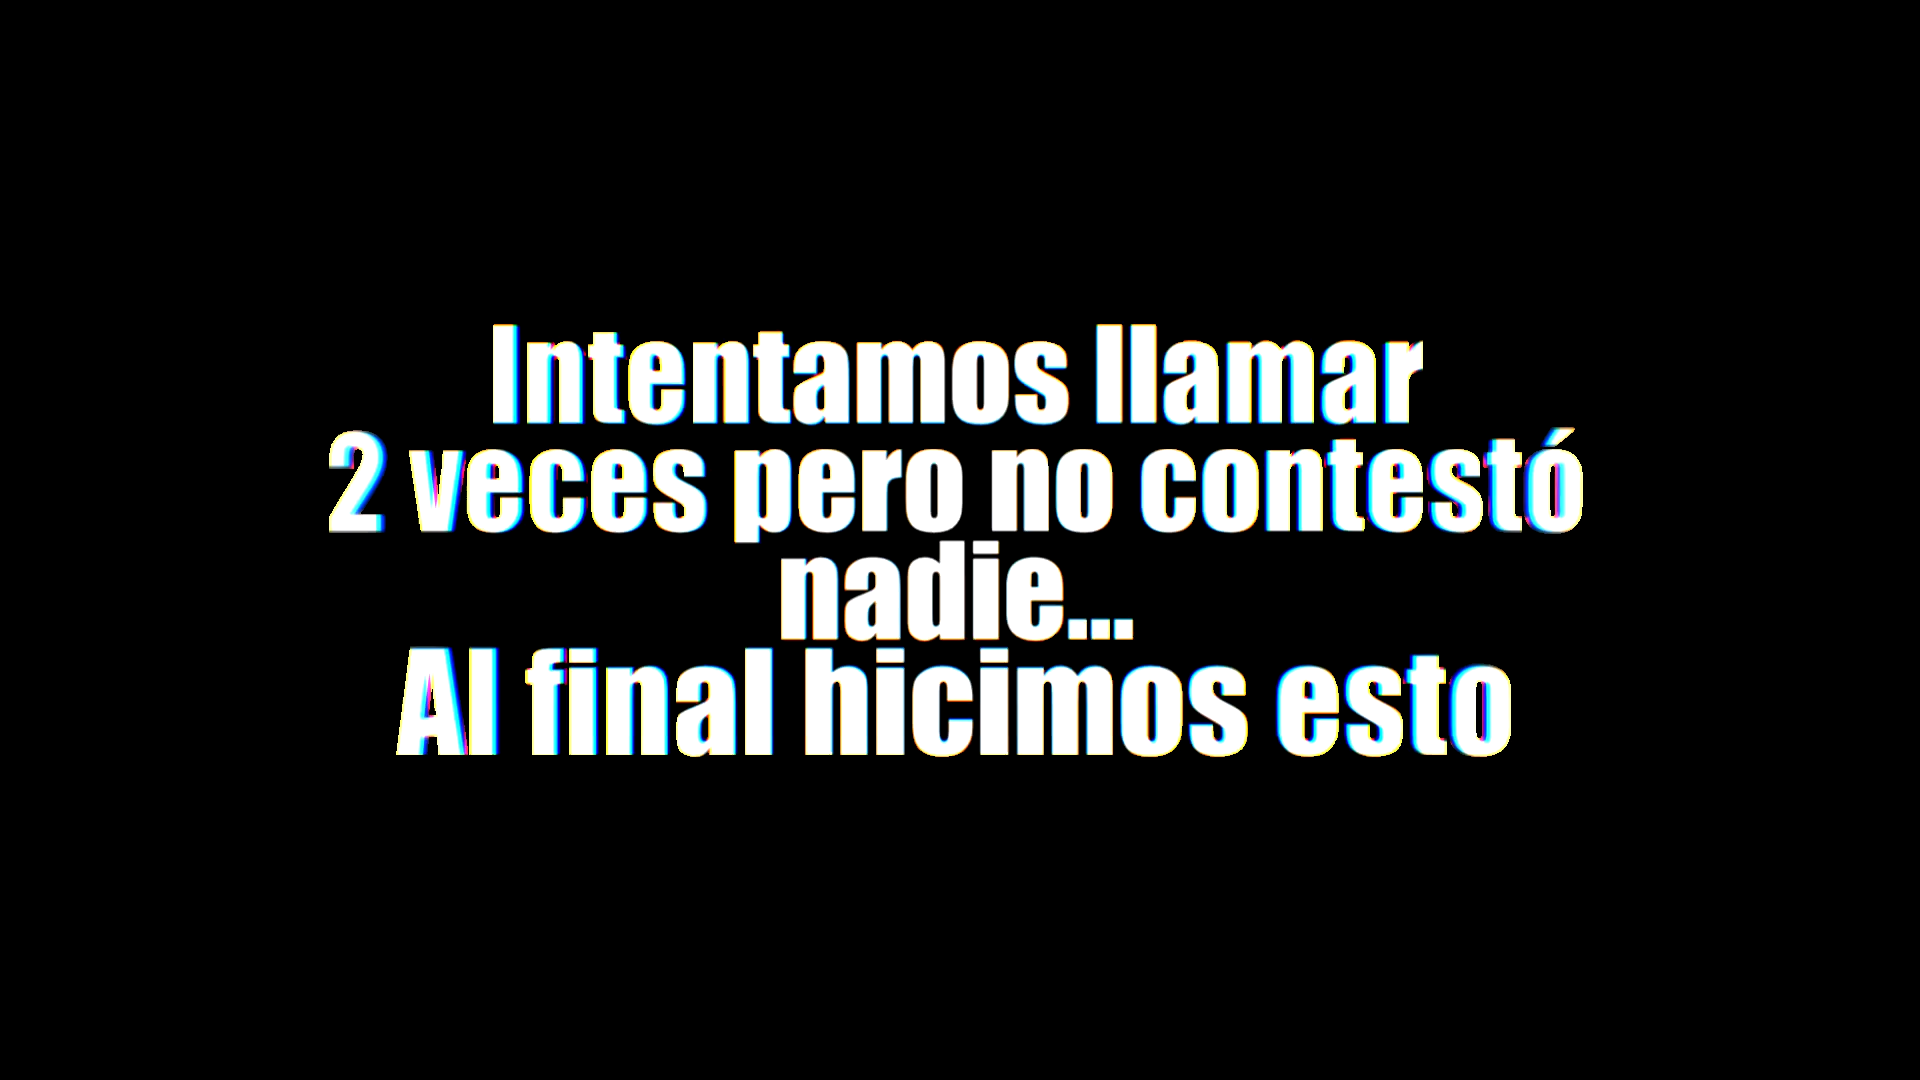 Intentamos llamar
2 veces pero no contestó
nadie...
Al final hicimos esto